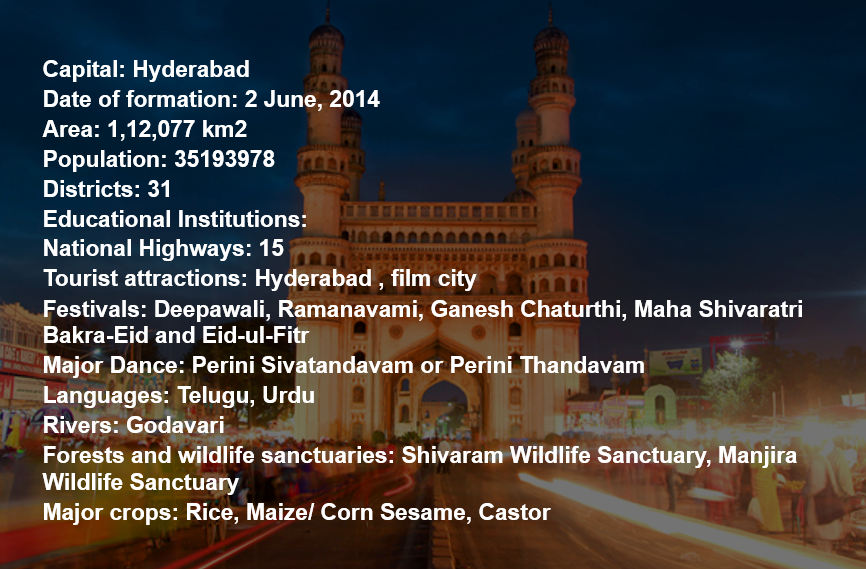 Capital: Hyderabad
Date of formation: 2 June, 2014
Area: 1,12,077 km2
Population: 35193978
Districts: 31
Educational Institutions:
National Highways: 15
Tourist attractions: Hyderabad , film city
Festivals: Deepawali, Ramanavami, Ganesh Chaturthi, Maha Shivaratri
Bakra-Eid and Eid-ul-Fitr
Major Dance: Perini Sivatandavam or Perini Thandavam
Languages: Telugu, Urdu
Rivers: Godavari
Forests and wildlife sanctuaries: Shivaram Wildlife Sanctuary, Manjira
Wildlife Sanctuary
Major crops: Rice, Maize/ Corn Sesame, Castor